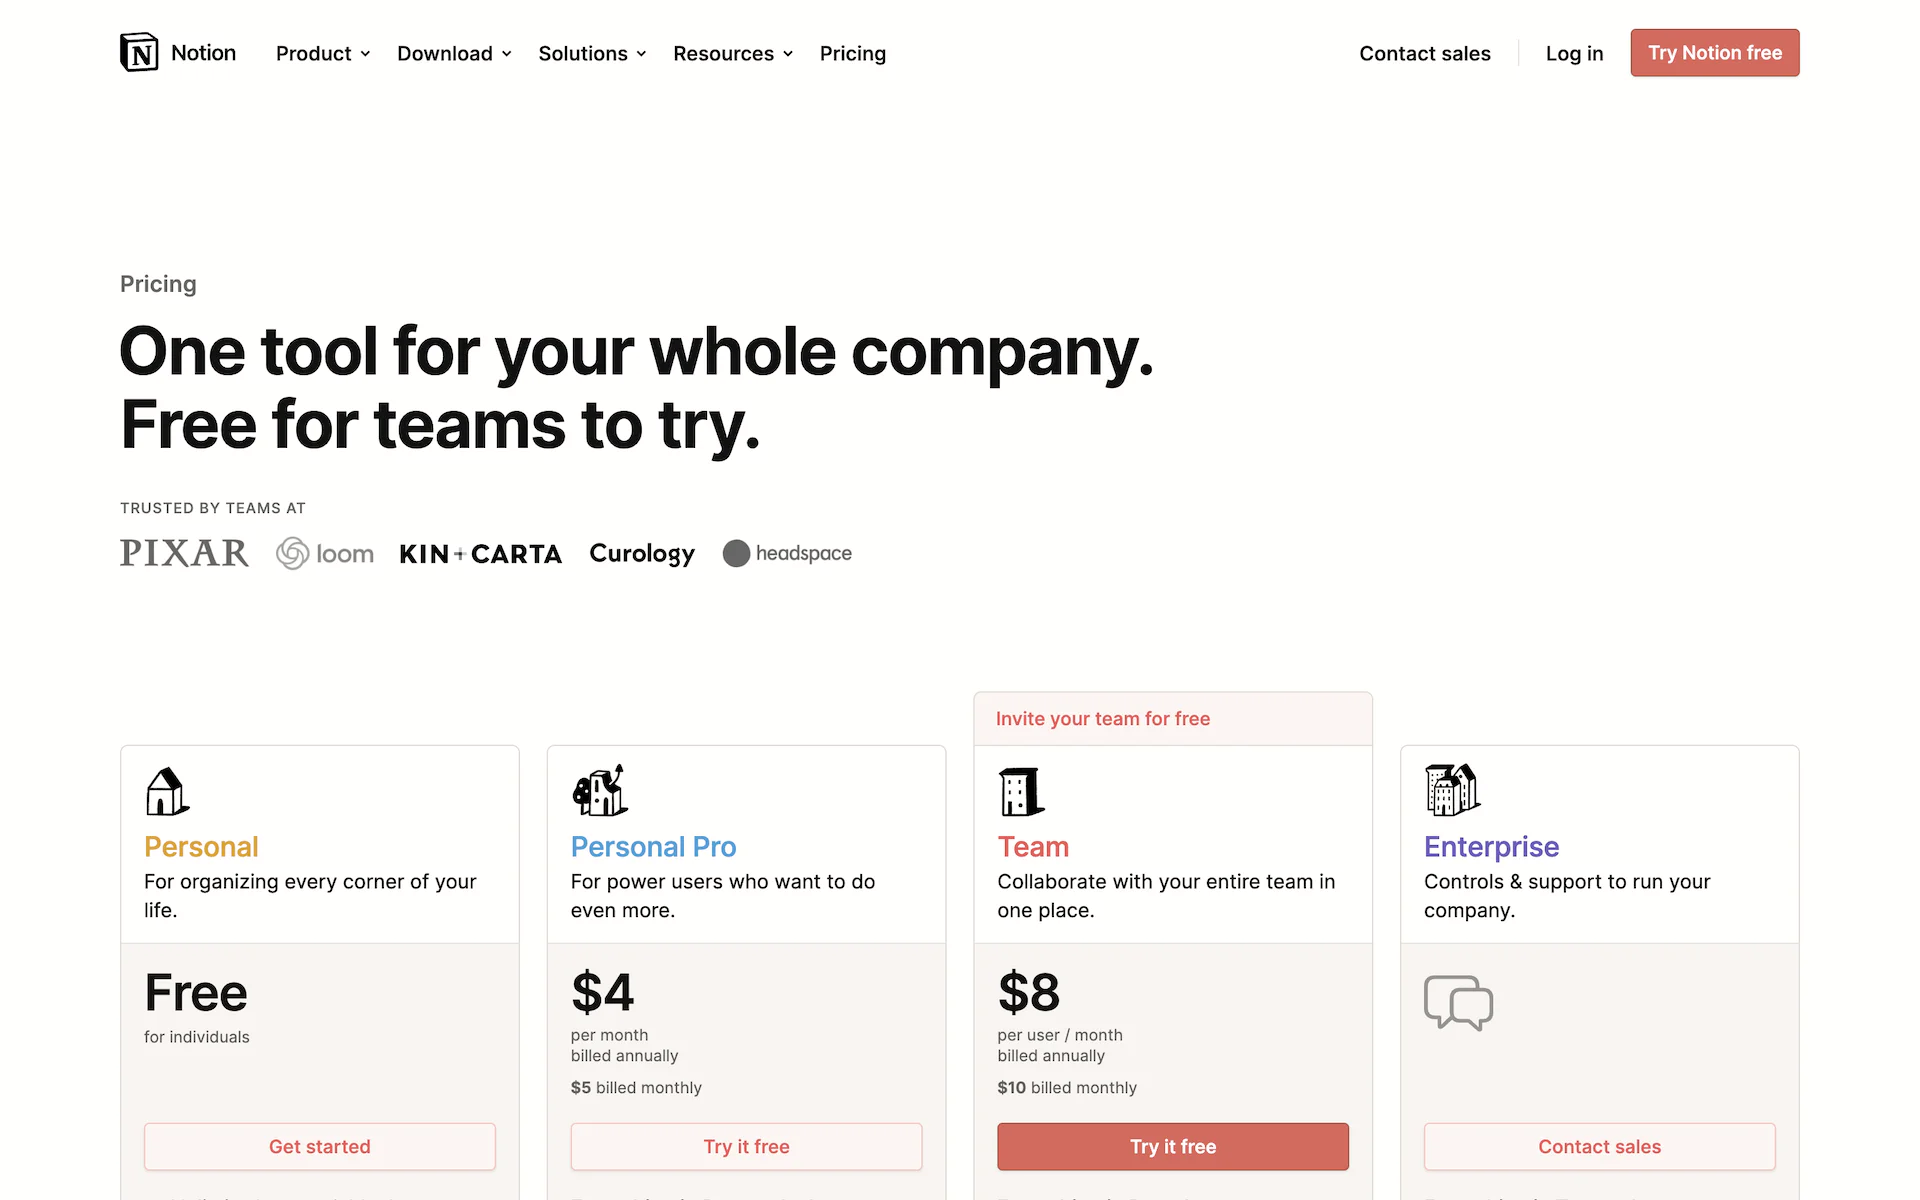 Notion Product Download Solutions Resources Pricing Contact sales Log in Try Notion free
Pricing
One tool for your whole company.
Free for teams to try.
TRUSTED BY TEAMS AT
PIXAR loom KIN+CARTA Curology headspace
Invite your team for free
Personal
For organizing every corner of your
life.
Free
for individuals
Get started
Personal Pro
For power users who want to do
even more.
$4
per month
billed annually
$5 billed monthly
Try it free
Team
Collaborate with your entire team in
one place.
$8
per user / month
billed annually
$10 billed monthly
Try it free
Enterprise
Controls & support to run your
company.
Contact sales